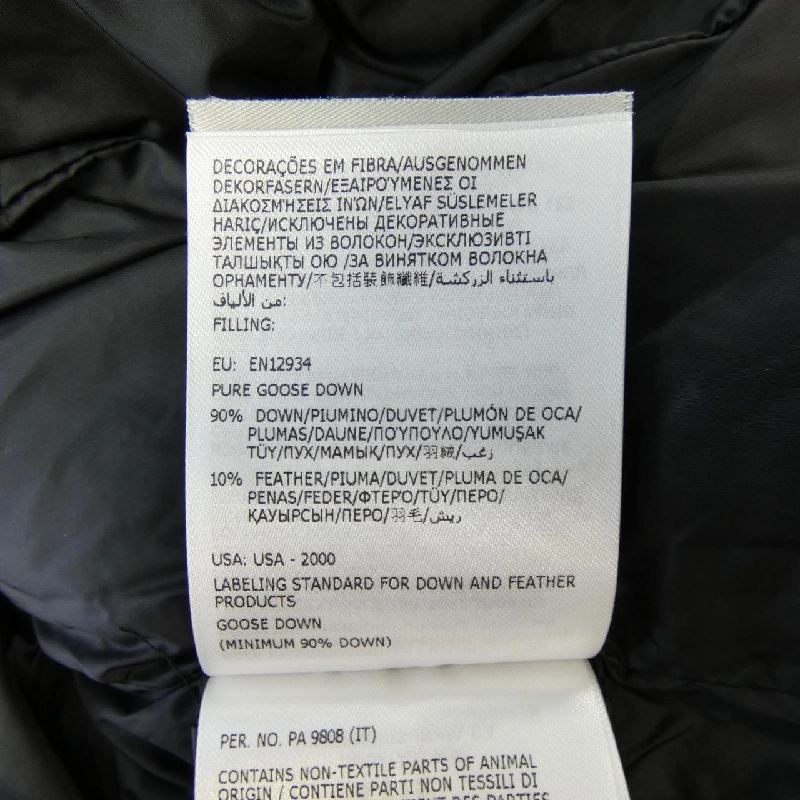 DECORAÇÕES EM FIBRA/AUSGENOMMEN
DEKORFASERN/ΕΞΑΙΡΟΎΜΕΝΕΣ ΟΙ
ΔΙΑΚΟΣΜΉΣΕΙΣ ΙΝΏΝ/ELYAF SÜSLEMELER
HARIÇ/ИСКЛЮЧЕНЫ ДЕКОРАТИВНЫЕ
ЭЛЕМЕНТЫ ИЗ ВОЛОКОН/ЭКСКЛЮЗИВТІ
ТАЛШЫҚТЫ ОЮ /ЗА ВИНЯТКОМ ВОЛОКНА
ОРНАМЕНТУ/不包括裝飾纖維/باستثناء الزركشة
من الألياف:
FILLING:
EU: EN12934
PURE GOOSE DOWN
90% DOWN/PIUMINO/DUVET/PLUMÓN DE OCA/
PLUMAS/DAUNE/ΠΟΎΠΟΥΛΟ/YUMUŞAK
TÜY/ПУХ/МАМЫҚ/ПУХ/羽絨/زغب
10% FEATHER/PIUMA/DUVET/PLUMA DE OCA/
PENAS/FEDER/ΦΤΕΡΌ/TÜY/ПЕРО/
ҚАУЫРСЫН/ПЕРО/羽毛/ريش
USA: USA - 2000
LABELING STANDARD FOR DOWN AND FEATHER
PRODUCTS
GOOSE DOWN
(MINIMUM 90% DOWN)
PER. NO. PA 9808 (IT)
CONTAINS NON-TEXTILE PARTS OF ANIMAL
ORIGIN / CONTIENE PARTI NON TESSILI DI